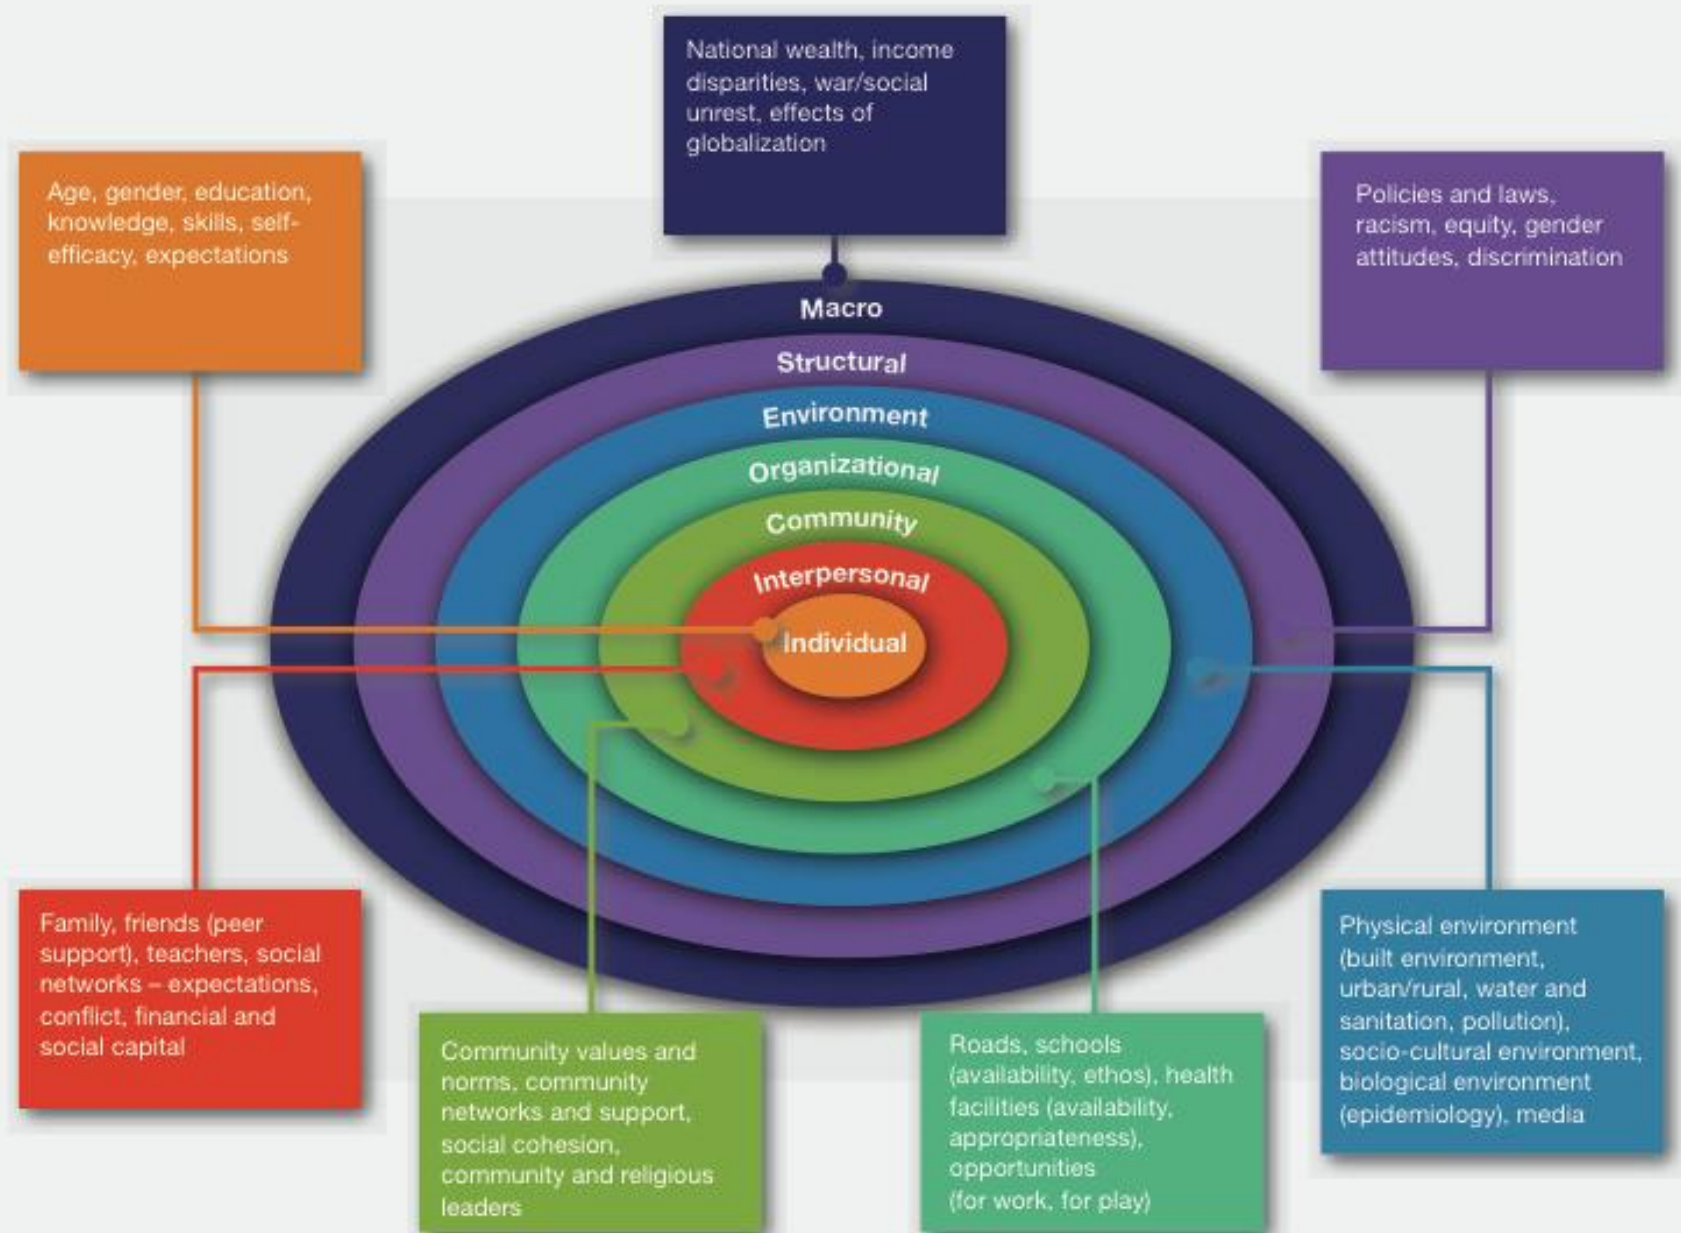 National wealth, income
disparities, war/social
unrest, effects of
globalization
Age, gender, education,
knowledge, skills, self-
efficacy, expectations
Policies and laws,
racism, equity, gender
attitudes, discrimination
Macro
Structural
Environment
Organizational
Community
Interpersonal
Individual
Family, friends (peer
support), teachers, social
networks – expectations,
conflict, financial and
social capital
Community values and
norms, community
networks and support,
social cohesion,
community and religious
leaders
Roads, schools
(availability, ethos), health
facilities (availability,
appropriateness),
opportunities
(for work, for play)
Physical environment
(built environment,
urban/rural, water and
sanitation, pollution),
socio-cultural environment,
biological environment
(epidemiology), media